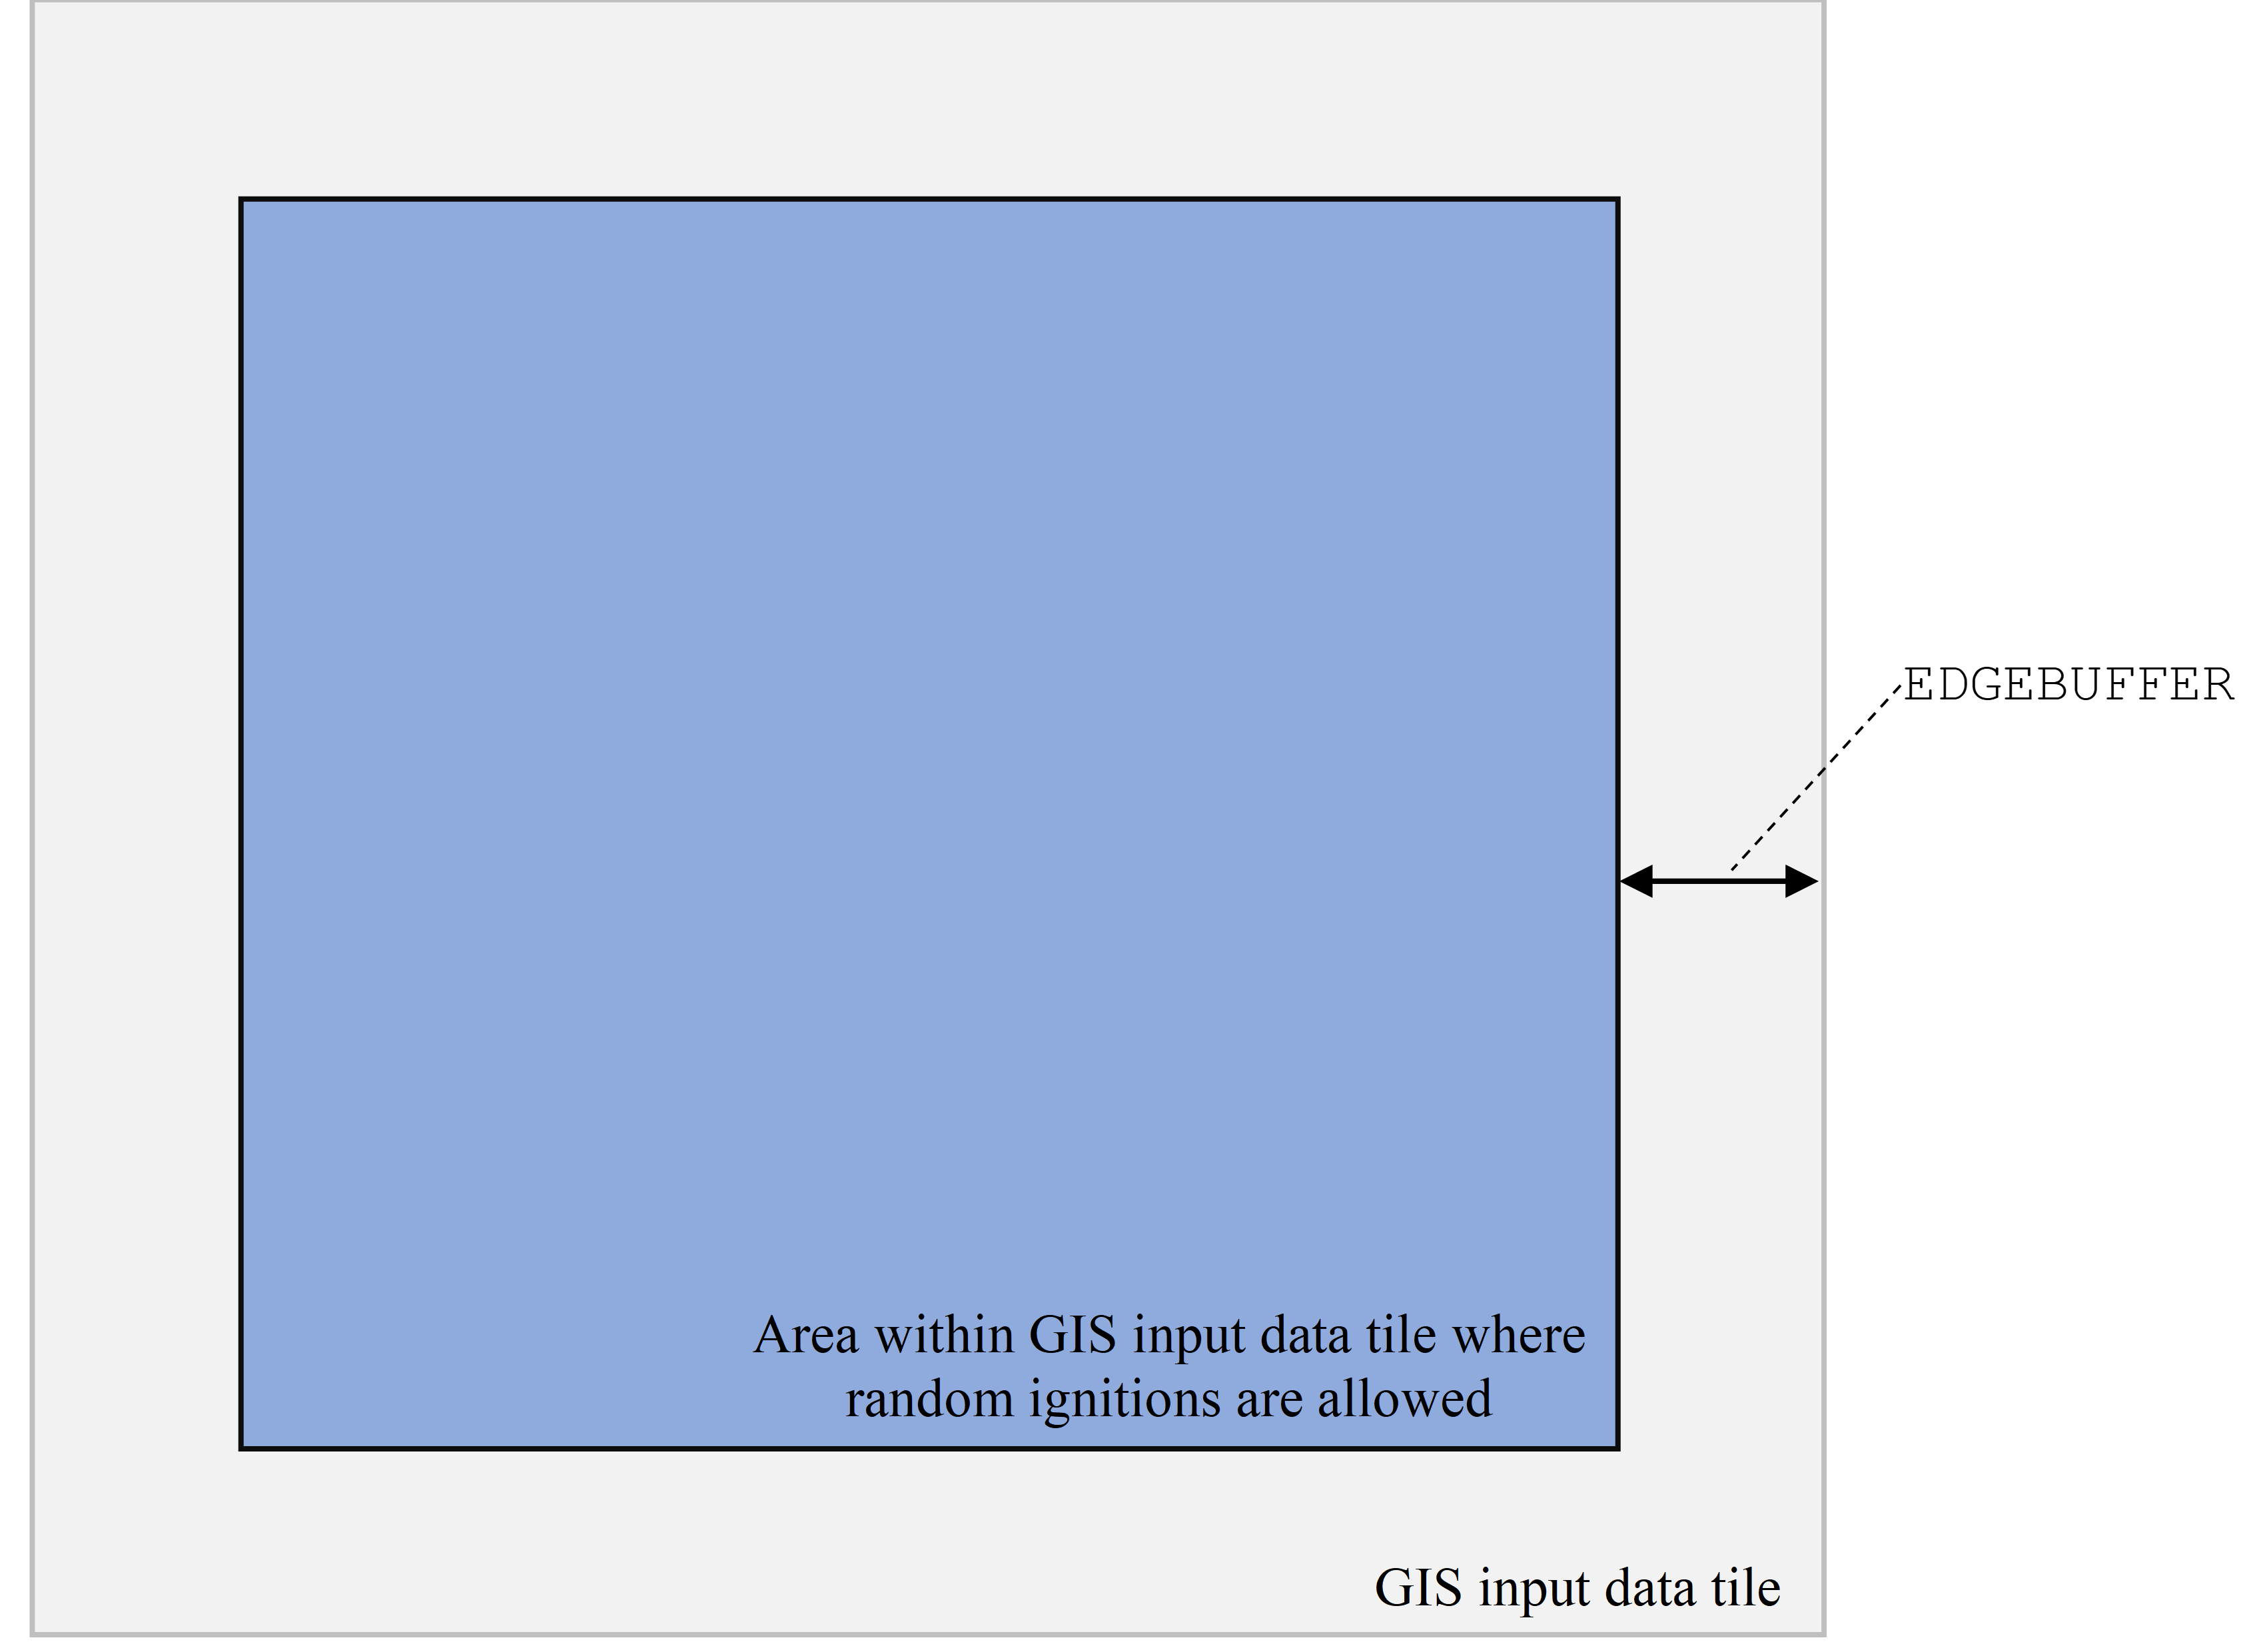 EDGEBUFFER
Area within GIS input data tile where
random ignitions are allowed
GIS input data tile